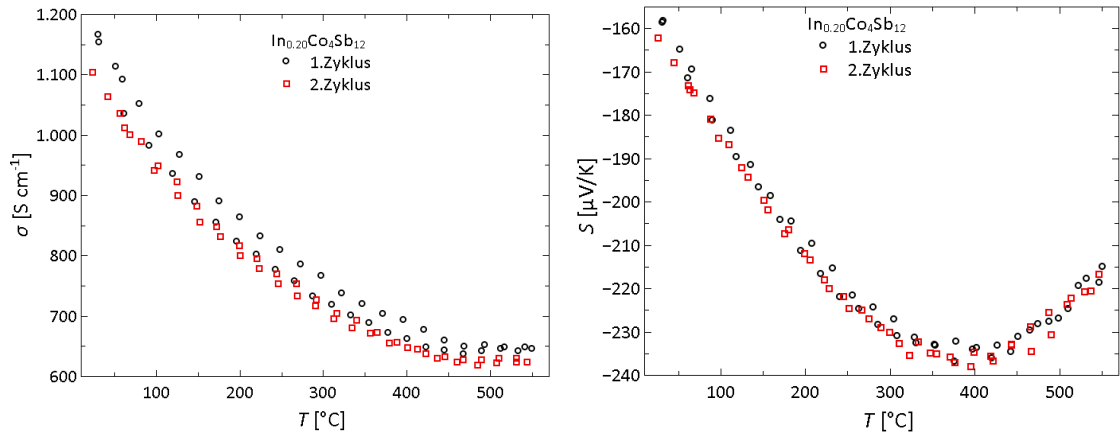 1.200
1.100
1.000
900
800
700
600
σ [S cm⁻¹]
In₀.₂₀Co₄Sb₁₂
1.Zyklus
2.Zyklus
100 200 300 400 500
T [°C]
−160
−170
−180
−190
−200
−210
−220
−230
−240
S [µV/K]
In₀.₂₀Co₄Sb₁₂
1.Zyklus
2.Zyklus
100 200 300 400 500
T [°C]